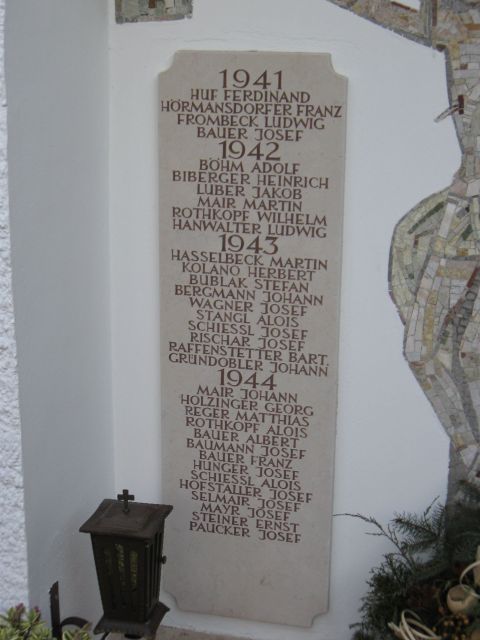 1941
HUF FERDINAND
HÖRMANSDORFER FRANZ
FROMBECK LUDWIG
BAUER JOSEF
1942
BÖHM ADOLF
BIBERGER HEINRICH
LUBER JAKOB
MAIR MARTIN
ROTHKOPF WILHELM
HANWALTER LUDWIG
1943
HASSELBECK MARTIN
KOLANO HERBERT
BUBLAK STEFAN
BERGMANN JOHANN
WAGNER JOSEF
STANGL ALOIS
SCHIESSL JOSEF
RISCHAR JOSEF
RAFFENSTETTER BART.
GRÜNDOBLER JOHANN
1944
MAIR JOHANN
HOLZINGER GEORG
REGER MATTHIAS
ROTHKOPF ALOIS
BAUER ALBERT
BAUMANN JOSEF
BAUER FRANZ
HUNGER JOSEF
SCHIESSL ALOIS
HOFSTALLER JOSEF
SELMAIR JOSEF
MAYR JOSEF
STEINER ERNST
PAUCKER JOSEF